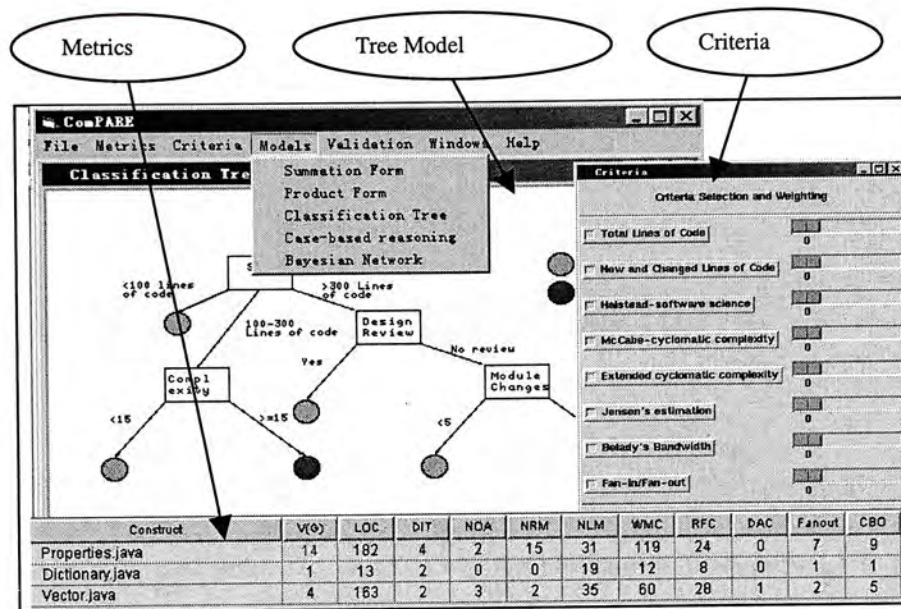 Metrics
Tree Model
Criteria
ComPARE
File Metrics Criteria Models Validation Windows Help
Classification Tre
Summation Form
Product Form
Classification Tree
Case-based reasoning
Bayesian Network
S
<100 lines
of code
>300 Lines
of code
100-300
Lines of code
Design
Review
Yes
No review
Compl
exity
Module
Changes
<15
>=15
<5
Criteria
Criteria Selection and Weighting
Total Lines of Code
0
New and Changed Lines of Code
0
Halstead-software science
0
McCabe-cyclomatic complexity
0
Extended cyclomatic complexity
0
Jensen's estimation
0
Belady's Bandwidth
0
Fan-in/Fan-out
0
Construct V(G) LOC DIT NOA NRM NLM WMC RFC DAC Fanout CBO
Properties.java 14 182 4 2 15 31 119 24 0 7 9
Dictionary.java 1 13 2 0 0 19 12 8 0 1 1
Vector.java 4 163 2 3 2 35 60 28 1 2 5